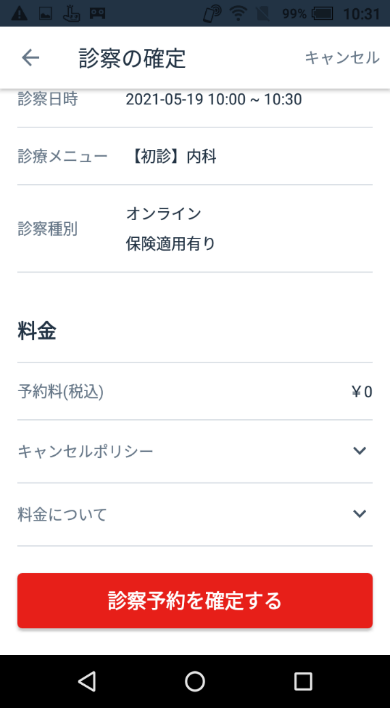 99% 10:31
診察の確定 キャンセル
診察日時 2021-05-19 10:00 ~ 10:30
診療メニュー 【初診】内科
診察種別 オンライン
保険適用有り
料金
予約料(税込) ¥0
キャンセルポリシー
料金について
診察予約を確定する